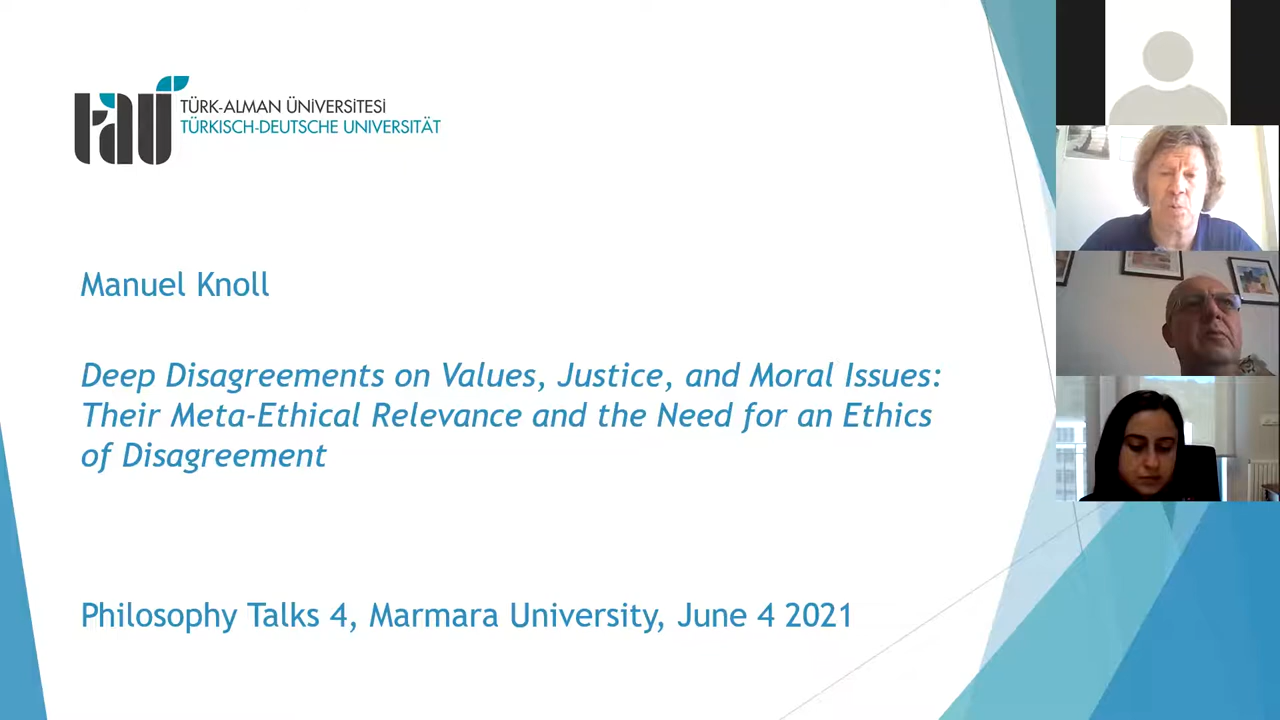 taü
TÜRK-ALMAN ÜNİVERSİTESİ
TÜRKISCH-DEUTSCHE UNIVERSITÄT
Manuel Knoll
Deep Disagreements on Values, Justice, and Moral Issues:
Their Meta-Ethical Relevance and the Need for an Ethics
of Disagreement
Philosophy Talks 4, Marmara University, June 4 2021